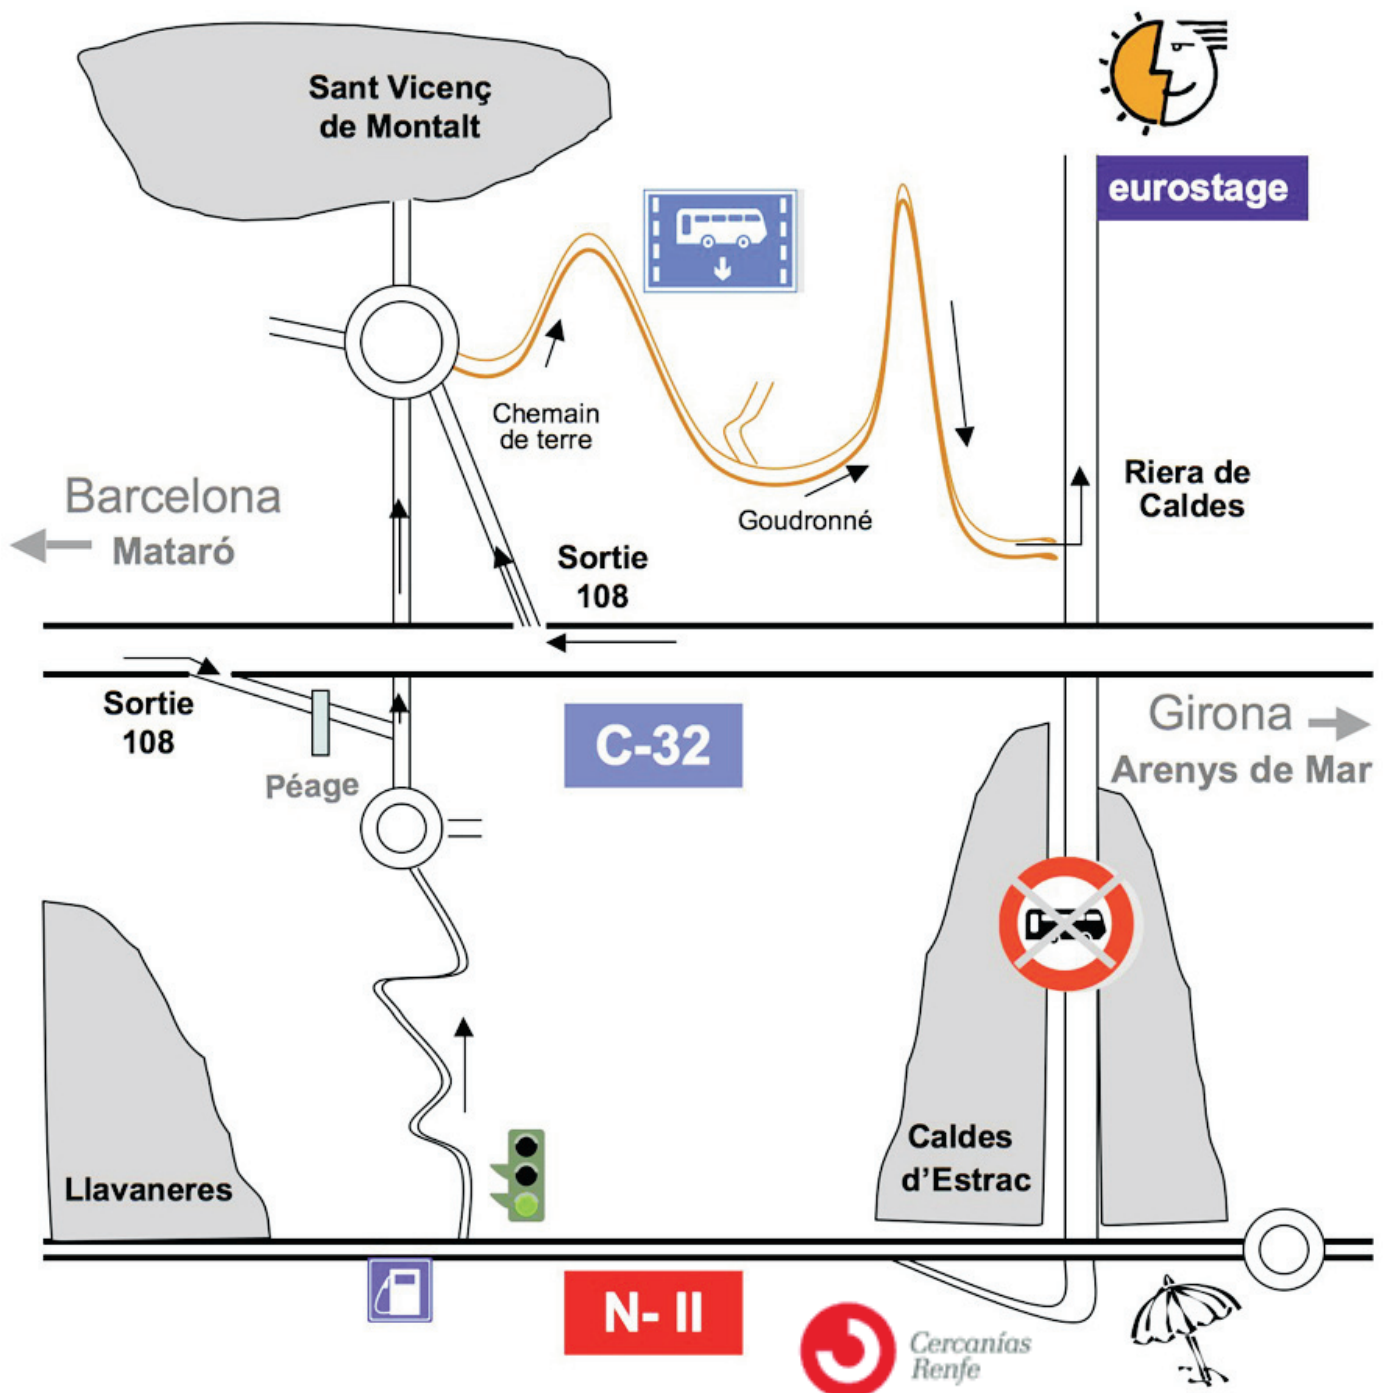 Sant Vicenç
de Montalt
eurostage
Chemain
de terre
Riera de
Caldes
Barcelona
Mataró
Goudronné
Sortie
108
Sortie
108
C-32
Girona
Arenys de Mar
Péage
Caldes
d'Estrac
Llavaneres
N- II
Cercanías
Renfe